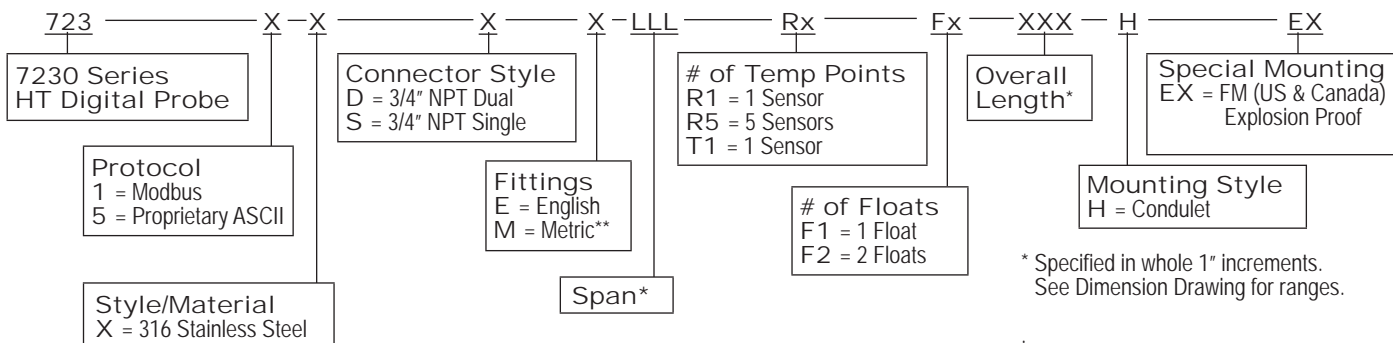 723 X X X X LLL Rx Fx XXX H EX
7230 Series
HT Digital Probe
Connector Style
D = 3/4″ NPT Dual
S = 3/4″ NPT Single
# of Temp Points
R1 = 1 Sensor
R5 = 5 Sensors
T1 = 1 Sensor
Overall
Length*
Special Mounting
EX = FM (US & Canada)
Explosion Proof
Protocol
1 = Modbus
5 = Proprietary ASCII
Fittings
E = English
M = Metric**
# of Floats
F1 = 1 Float
F2 = 2 Floats
Mounting Style
H = Condulet
Style/Material
X = 316 Stainless Steel
Span*
* Specified in whole 1″ increments.
See Dimension Drawing for ranges.